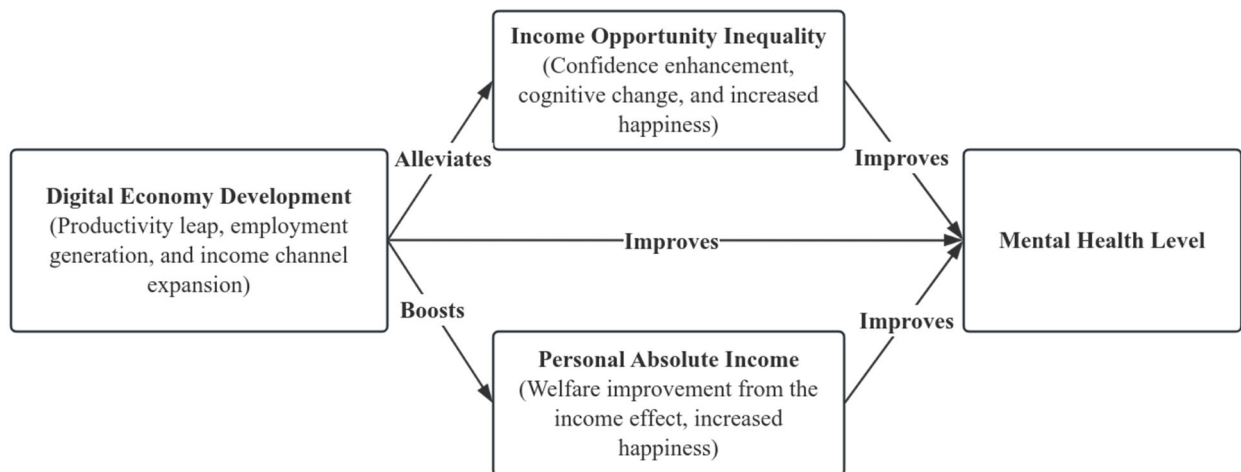 Income Opportunity Inequality
(Confidence enhancement,
cognitive change, and increased
happiness)
Alleviates
Improves
Digital Economy Development
(Productivity leap, employment
generation, and income channel
expansion)
Improves
Mental Health Level
Boosts
Improves
Personal Absolute Income
(Welfare improvement from the
income effect, increased
happiness)